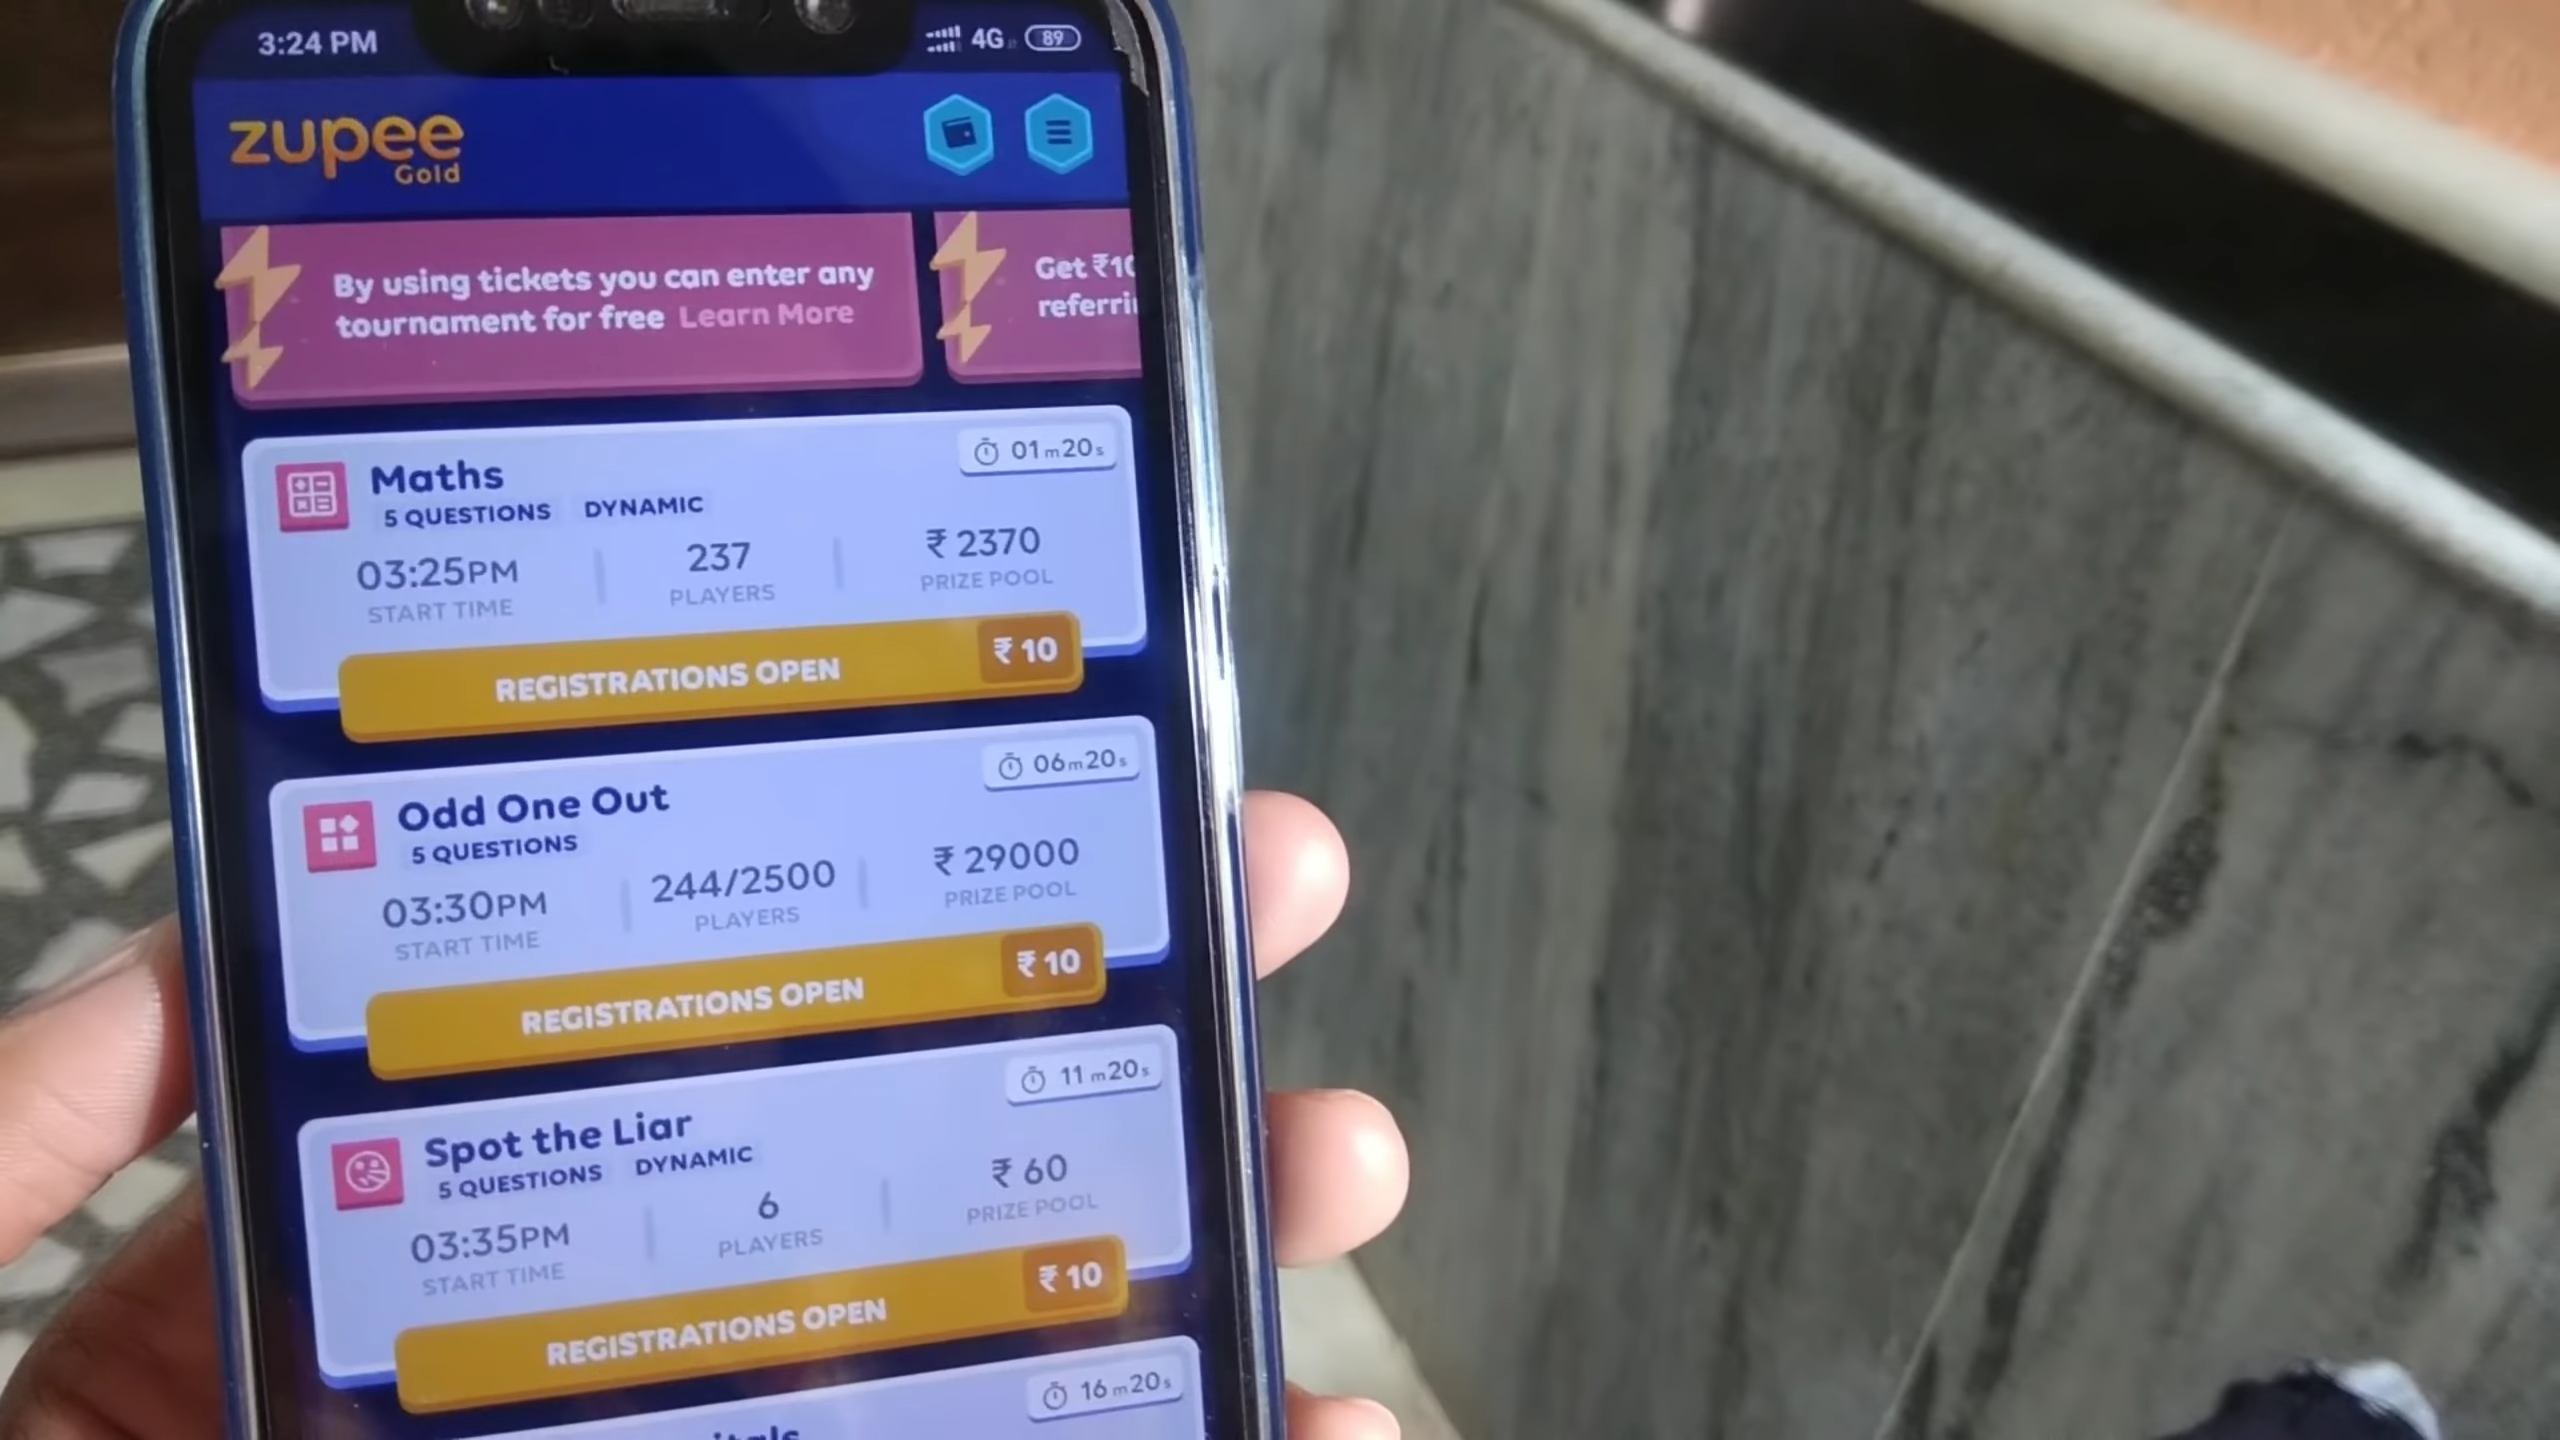 3:24 PM
4G 89
zupee
Gold
By using tickets you can enter any
tournament for free Learn More
Get ₹10
Maths
01m20s
5 QUESTIONS DYNAMIC
03:25PM
START TIME
237
PLAYERS
₹ 2370
PRIZE POOL
REGISTRATIONS OPEN ₹ 10
Odd One Out
06m20s
5 QUESTIONS
03:30PM
START TIME
244/2500
PLAYERS
₹ 29000
PRIZE POOL
REGISTRATIONS OPEN ₹ 10
Spot the Liar
11m20s
5 QUESTIONS DYNAMIC
03:35PM
START TIME
6
PLAYERS
₹ 60
PRIZE POOL
REGISTRATIONS OPEN ₹ 10
16m20s